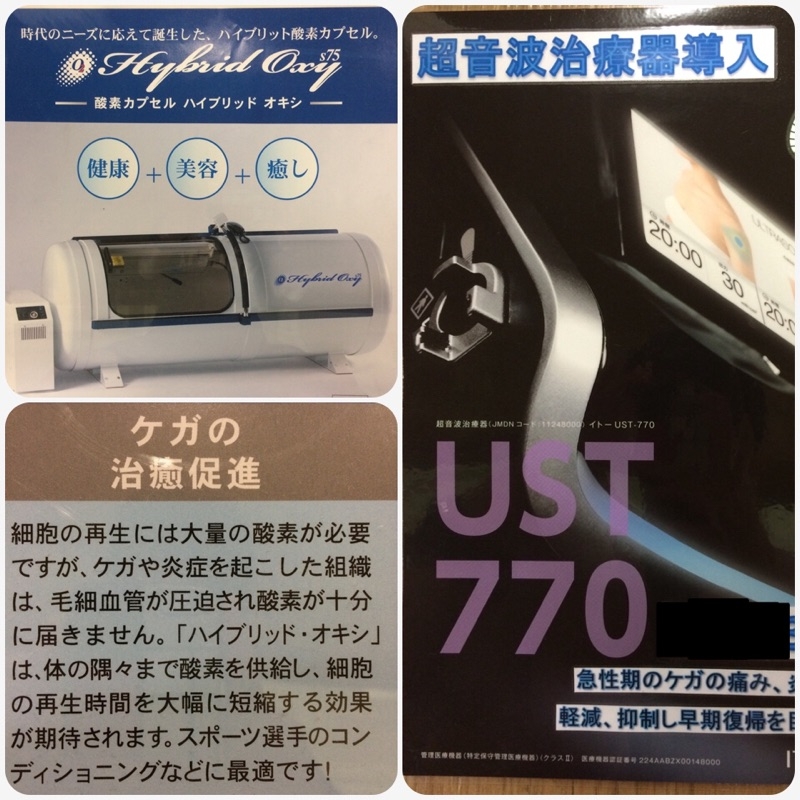 時代のニーズに応えて誕生した、ハイブリット酸素カプセル。
Hybrid Oxy s75
酸素カプセル ハイブリッド オキシ
健康 + 美容 + 癒し
Hybrid Oxy
ケガの
治癒促進
細胞の再生には大量の酸素が必要
ですが、ケガや炎症を起こした組織
は、毛細血管が圧迫され酸素が十分
に届きません。「ハイブリッド・オキシ」
は、体の隅々まで酸素を供給し、細胞
の再生時間を大幅に短縮する効果
が期待されます。スポーツ選手のコン
ディショニングなどに最適です!
超音波治療器導入
20:00
30
20:0
超音波治療器(JMDN コード:11248000) イトー UST-770
UST
770
急性期のケガの痛み、
軽減、抑制し早期復帰を
管理医療機器(特定保守管理医療機器)(クラスⅡ) 医療機器認証番号 224AABZX00148000